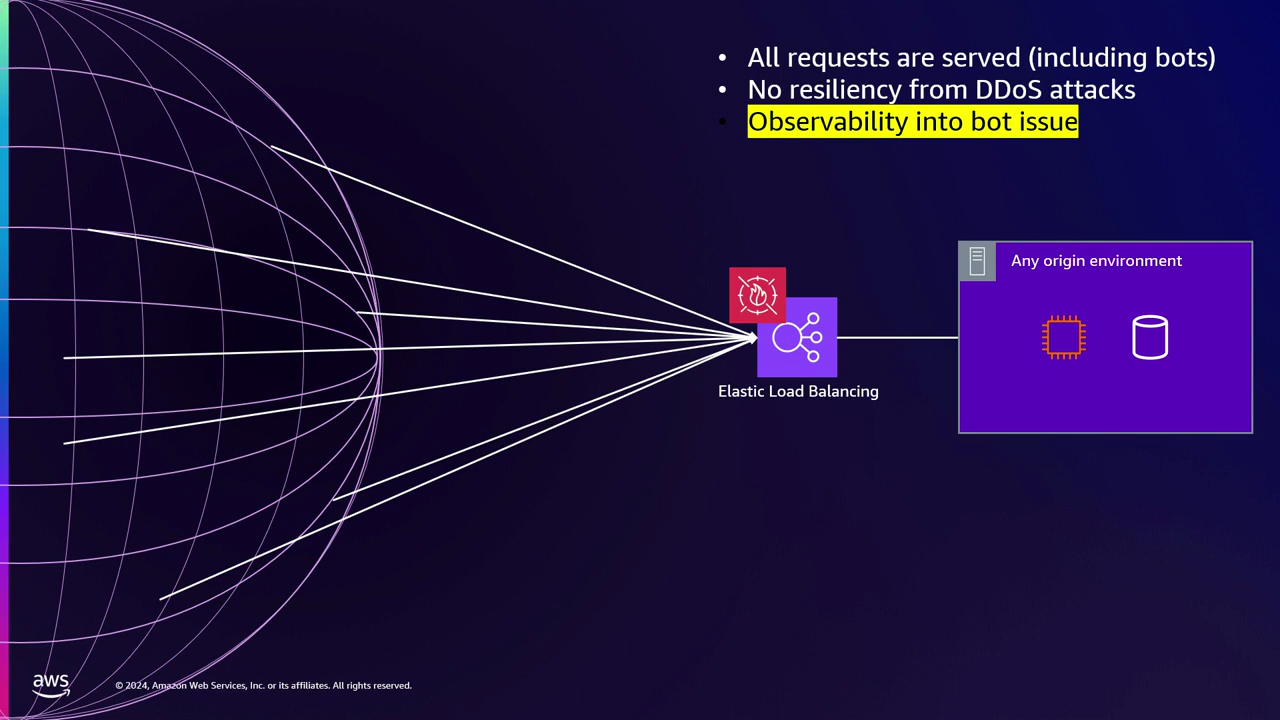 • All requests are served (including bots)
• No resiliency from DDoS attacks
• Observability into bot issue
Any origin environment
Elastic Load Balancing
aws
© 2024, Amazon Web Services, Inc. or its affiliates. All rights reserved.